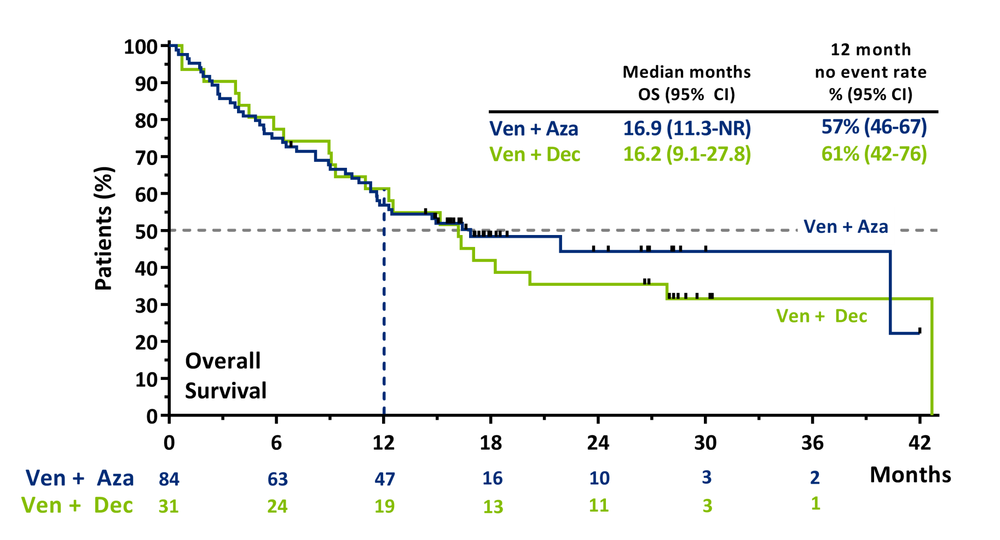 12 month
Median months no event rate
OS (95% CI) % (95% CI)
Ven + Aza 16.9 (11.3-NR) 57% (46-67)
Ven + Dec 16.2 (9.1-27.8) 61% (42-76)
Patients (%)
100
90
80
70
60
50
40
30
20
10
0
Ven + Aza
Ven + Dec
Overall
Survival
0 6 12 18 24 30 36 42
Months
Ven + Aza 84 63 47 16 10 3 2
Ven + Dec 31 24 19 13 11 3 1